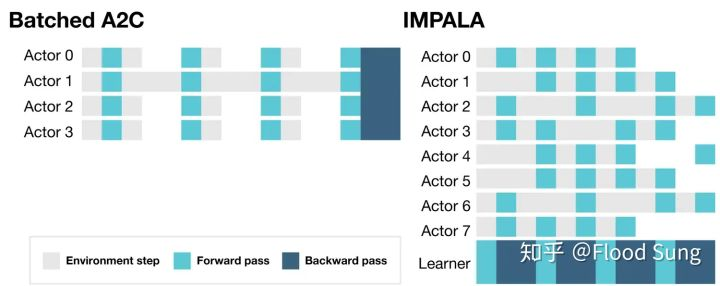 Batched A2C
Actor 0
Actor 1
Actor 2
Actor 3
Environment step
Forward pass
Backward pass
IMPALA
Actor 0
Actor 1
Actor 2
Actor 3
Actor 4
Actor 5
Actor 6
Actor 7
Learner
知乎 @Flood Sung